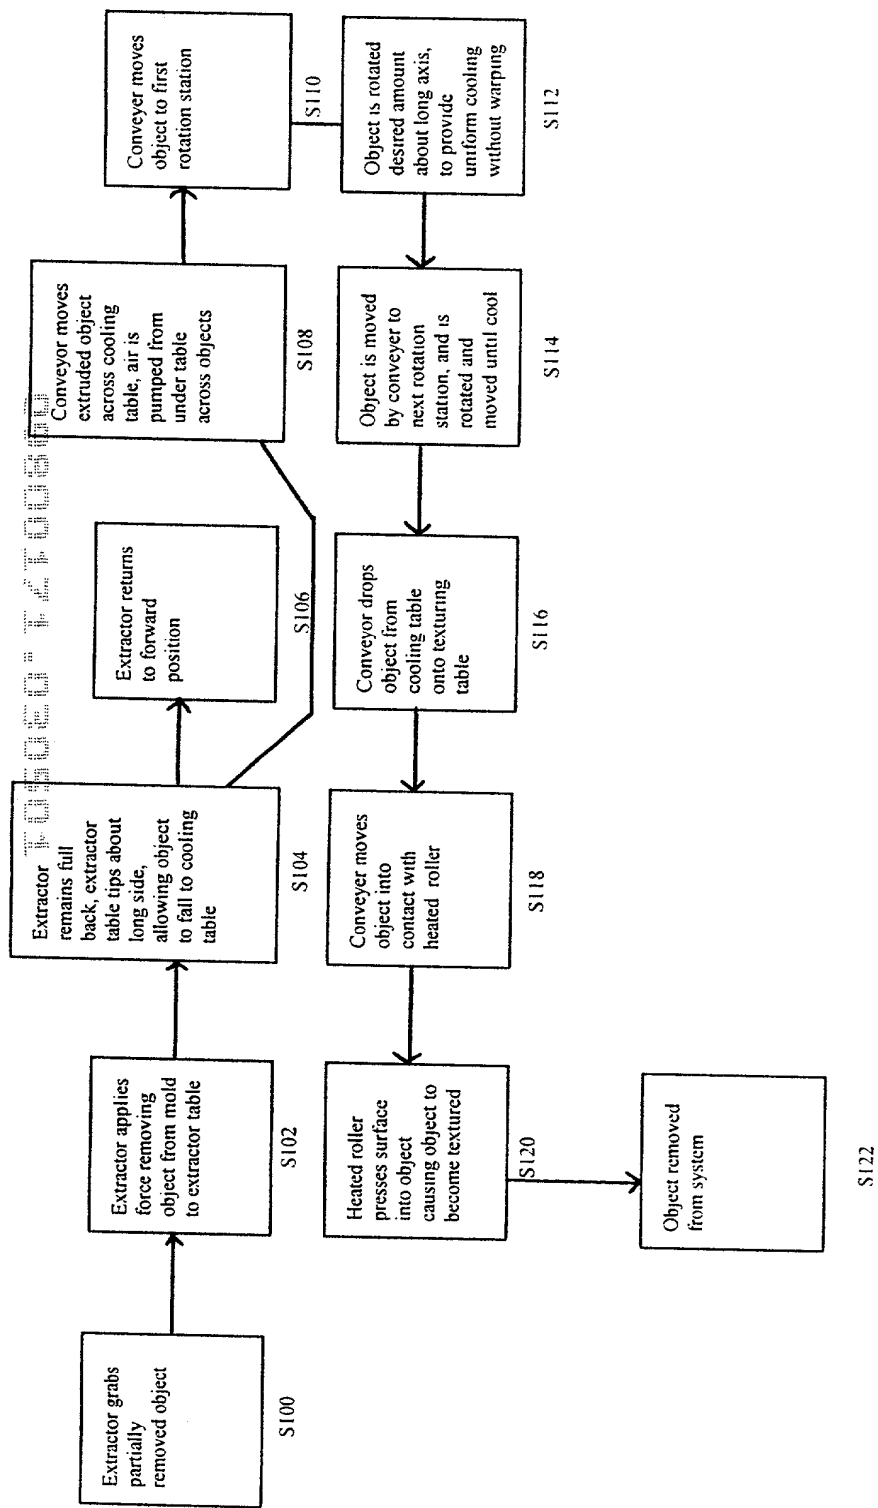 Extractor grabs
partially
removed object
S100
Extractor applies
force removing
object from mold
to extractor table
S102
Extractor
remains full
back, extractor
table tips about
long side,
allowing object
to fall to cooling
table
S104
Extractor returns
to forward
position
S106
Conveyor moves
extruded object
across cooling
table, air is
pumped from
under table
across objects
S108
Conveyer moves
object to first
rotation station
S110
Object is rotated
desired amount
about long axis,
to provide
uniform cooling
without warping
S112
Object is moved
by conveyer to
next rotation
station, and is
rotated and
moved until cool
S114
Conveyor drops
object from
cooling table
onto texturing
table
S116
Conveyer moves
object into
contact with
heated roller
S118
Heated roller
presses surface
into object
causing object to
become textured
S120
Object removed
from system
S122